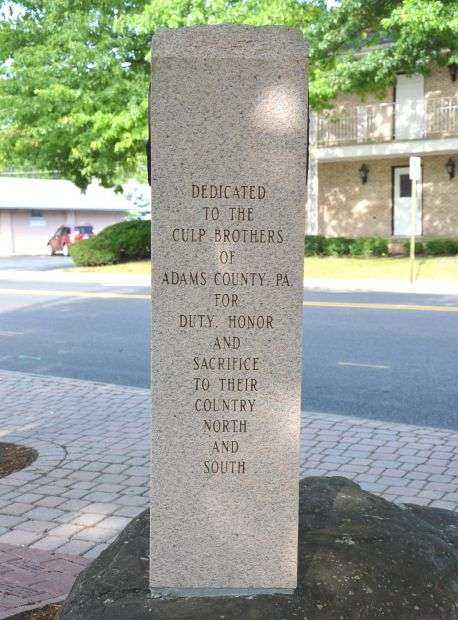 DEDICATED
TO THE
CULP BROTHERS
OF
ADAMS COUNTY, PA.
FOR
DUTY, HONOR
AND
SACRIFICE
TO THEIR
COUNTRY
NORTH
AND
SOUTH